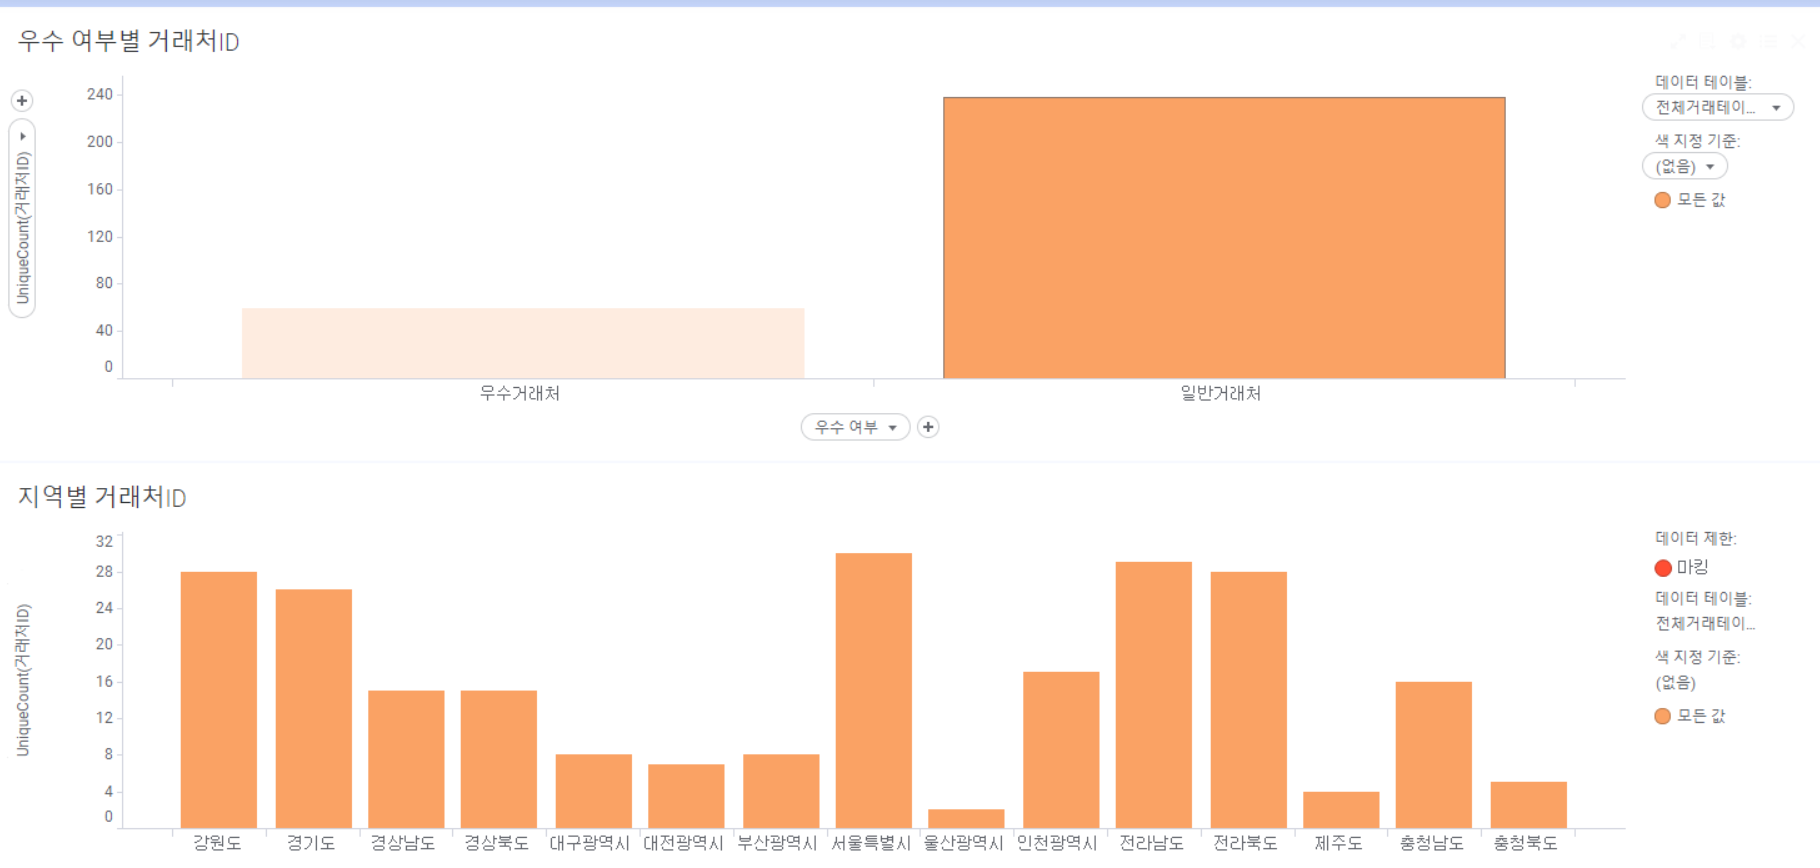 우수 여부별 거래처ID
데이터 테이블:
전체거래테이...
색 지정 기준:
(없음)
모든 값
UniqueCount(거래처ID)
240
200
160
120
80
40
0
우수거래처
일반거래처
우수 여부
지역별 거래처ID
데이터 제한:
마킹
데이터 테이블:
전체거래테이...
색 지정 기준:
(없음)
모든 값
UniqueCount(거래처ID)
32
28
24
20
16
12
8
4
0
강원도 경기도 경상남도 경상북도 대구광역시 대전광역시 부산광역시 서울특별시 울산광역시 인천광역시 전라남도 전라북도 제주도 충청남도 충청북도